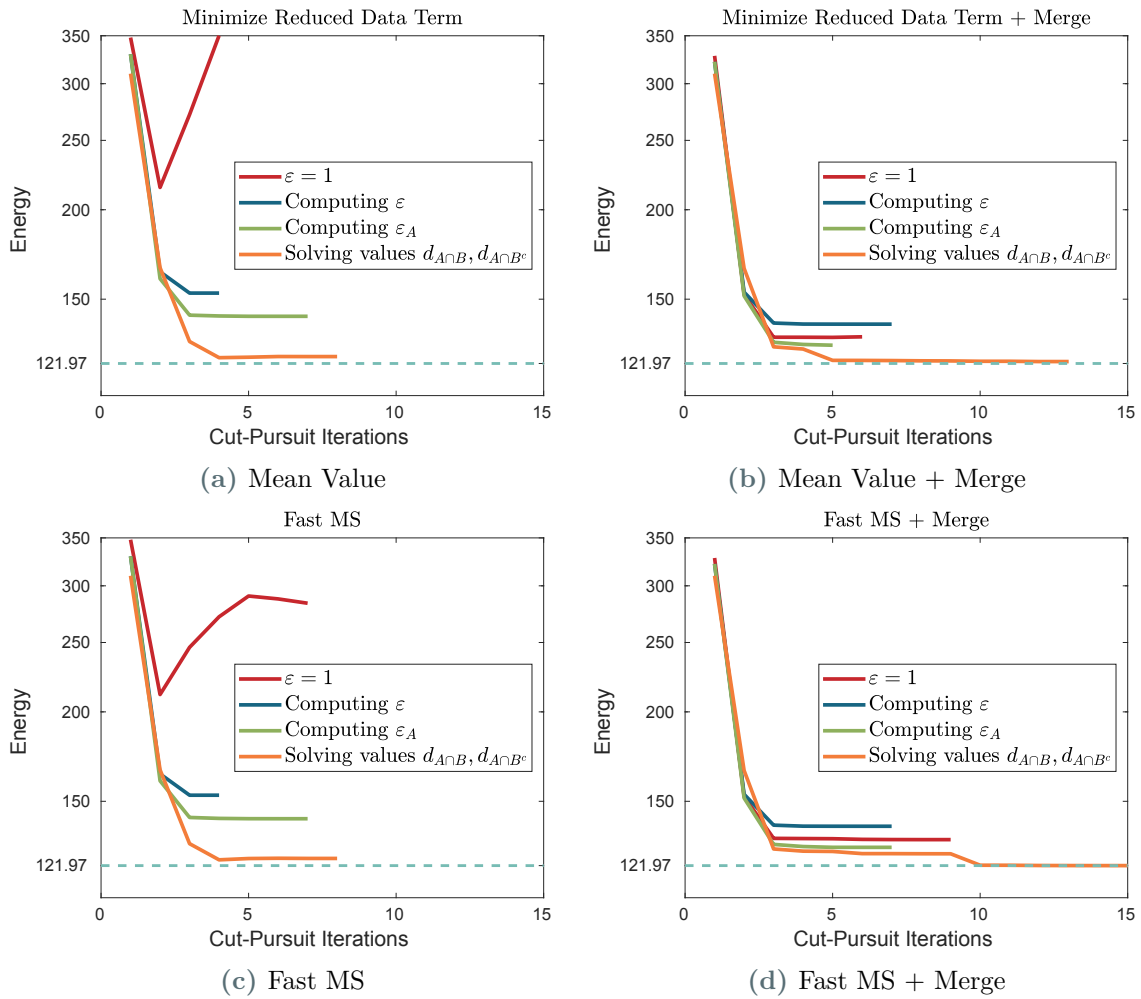 Minimize Reduced Data Term
350
300
250
200
150
121.97
Energy
ε = 1
Computing ε
Computing ε_A
Solving values d_{A∩B}, d_{A∩B^c}
0 5 10 15
Cut-Pursuit Iterations
(a) Mean Value
Minimize Reduced Data Term + Merge
350
300
250
200
150
121.97
Energy
ε = 1
Computing ε
Computing ε_A
Solving values d_{A∩B}, d_{A∩B^c}
0 5 10 15
Cut-Pursuit Iterations
(b) Mean Value + Merge
Fast MS
350
300
250
200
150
121.97
Energy
ε = 1
Computing ε
Computing ε_A
Solving values d_{A∩B}, d_{A∩B^c}
0 5 10 15
Cut-Pursuit Iterations
(c) Fast MS
Fast MS + Merge
350
300
250
200
150
121.97
Energy
ε = 1
Computing ε
Computing ε_A
Solving values d_{A∩B}, d_{A∩B^c}
0 5 10 15
Cut-Pursuit Iterations
(d) Fast MS + Merge